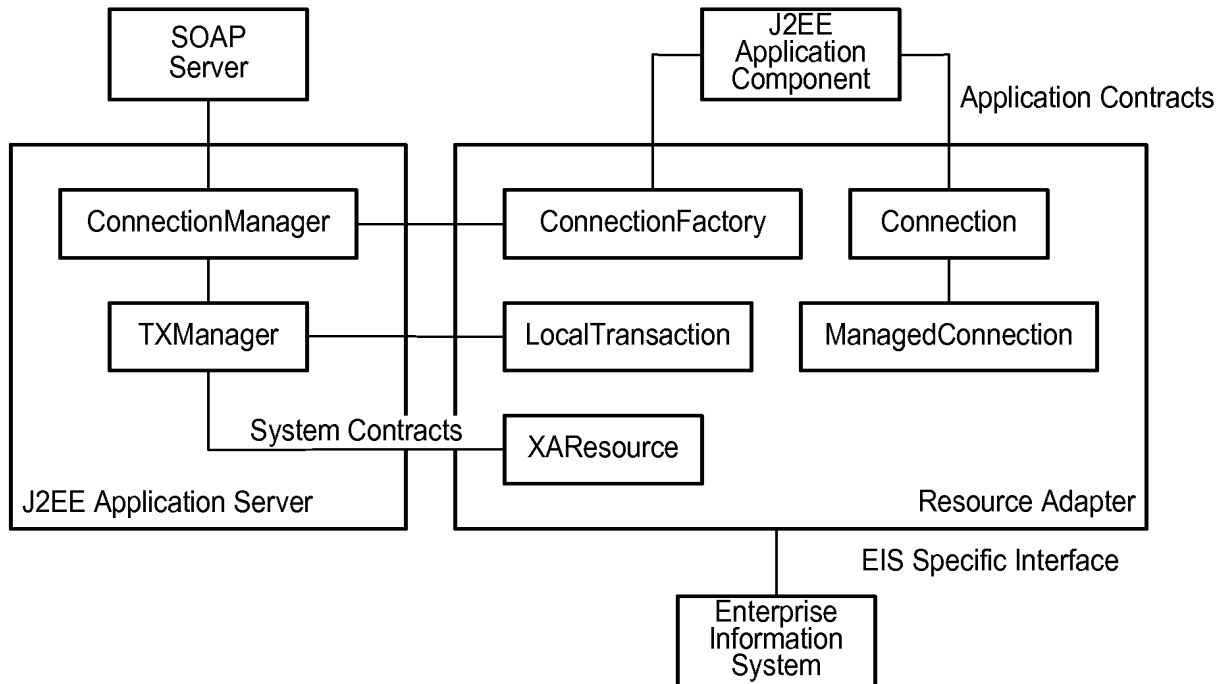 SOAP
Server
J2EE
Application
Component
Application Contracts
ConnectionManager
ConnectionFactory
Connection
TXManager
LocalTransaction
ManagedConnection
System Contracts
XAResource
J2EE Application Server
Resource Adapter
EIS Specific Interface
Enterprise
Information
System